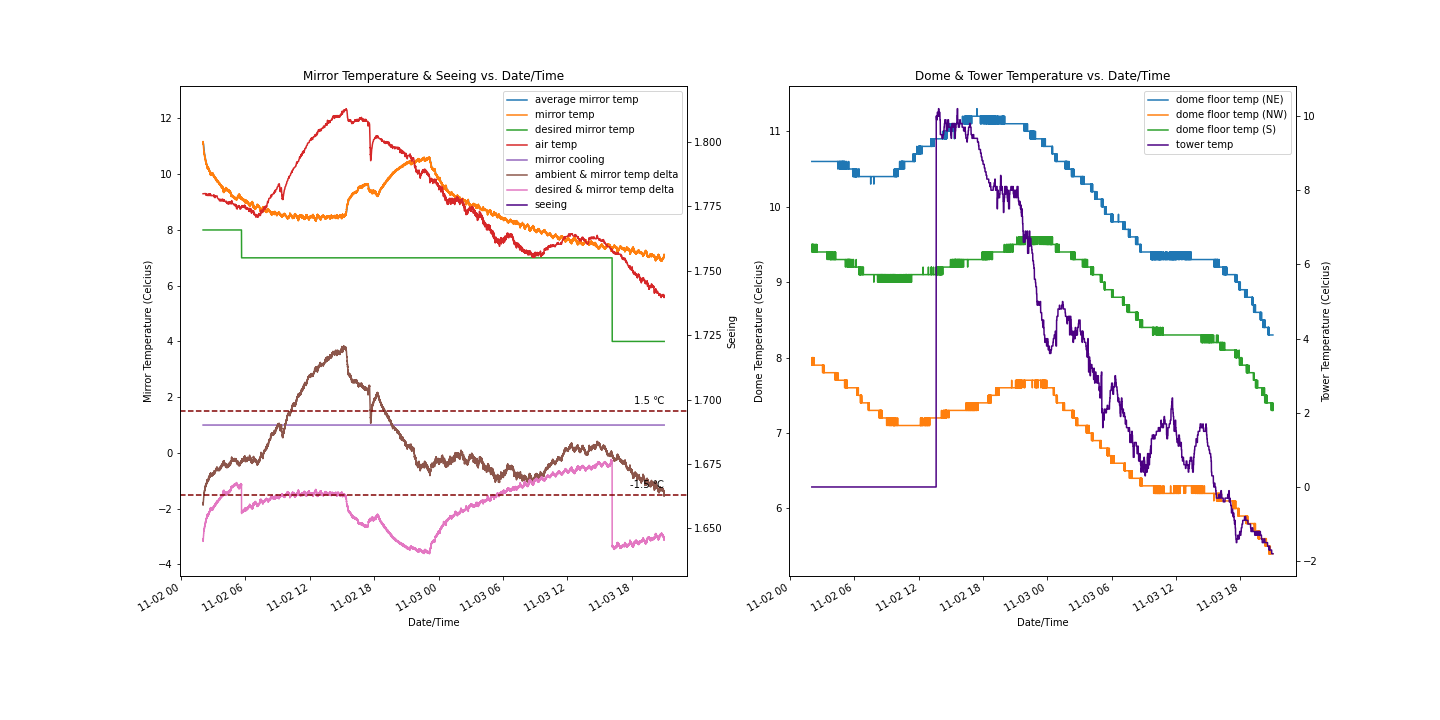 Mirror Temperature & Seeing vs. Date/Time
Mirror Temperature (Celcius)
12
10
8
6
4
2
0
−2
−4
average mirror temp
mirror temp
desired mirror temp
air temp
mirror cooling
ambient & mirror temp delta
desired & mirror temp delta
seeing
1.5 °C
-1.5 °C
1.800
1.775
1.750
1.725
1.700
1.675
1.650
Seeing
11-02 00
11-02 06
11-02 12
11-02 18
11-03 00
11-03 06
11-03 12
11-03 18
Date/Time
Dome & Tower Temperature vs. Date/Time
Dome Temperature (Celcius)
11
10
9
8
7
6
dome floor temp (NE)
dome floor temp (NW)
dome floor temp (S)
tower temp
10
8
6
4
2
0
−2
Tower Temperature (Celcius)
11-02 00
11-02 06
11-02 12
11-02 18
11-03 00
11-03 06
11-03 12
11-03 18
Date/Time